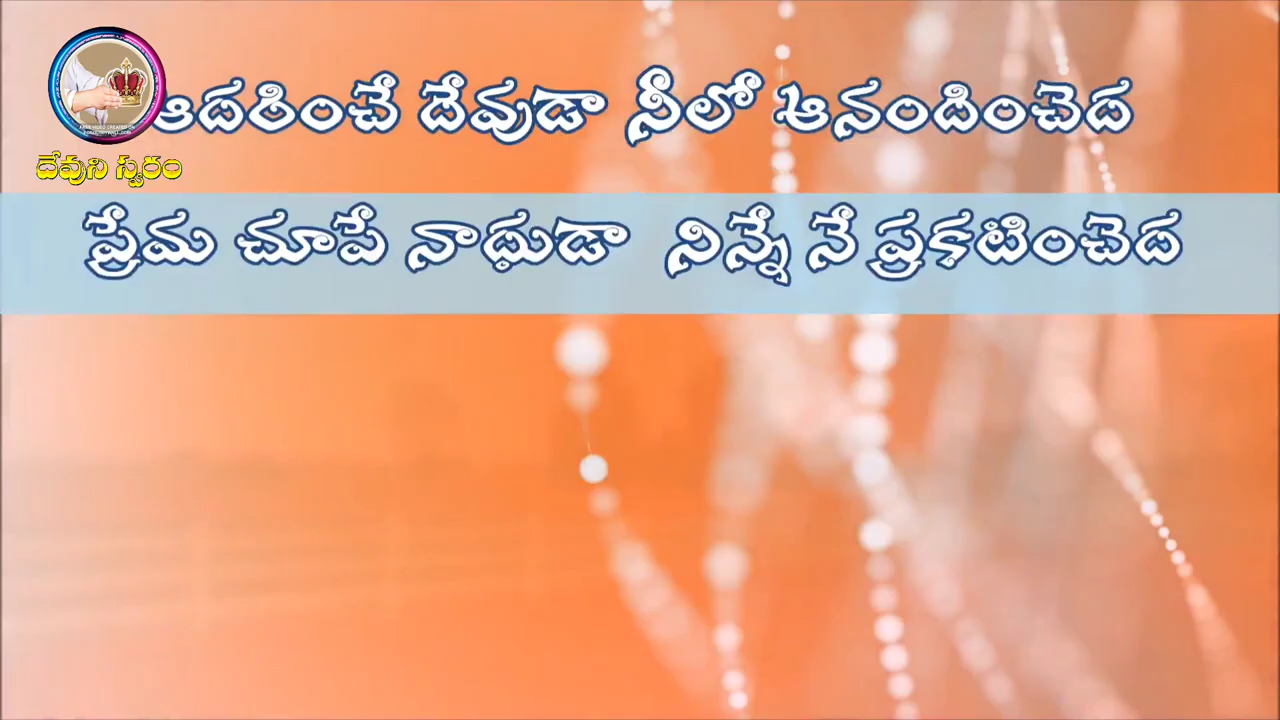 ఆదరించే దేవుడా నీలో ఆనందించెద
దేవుని స్వరం
ప్రేమ చూపే నాథుడా నిన్నే నే ప్రకటించెద